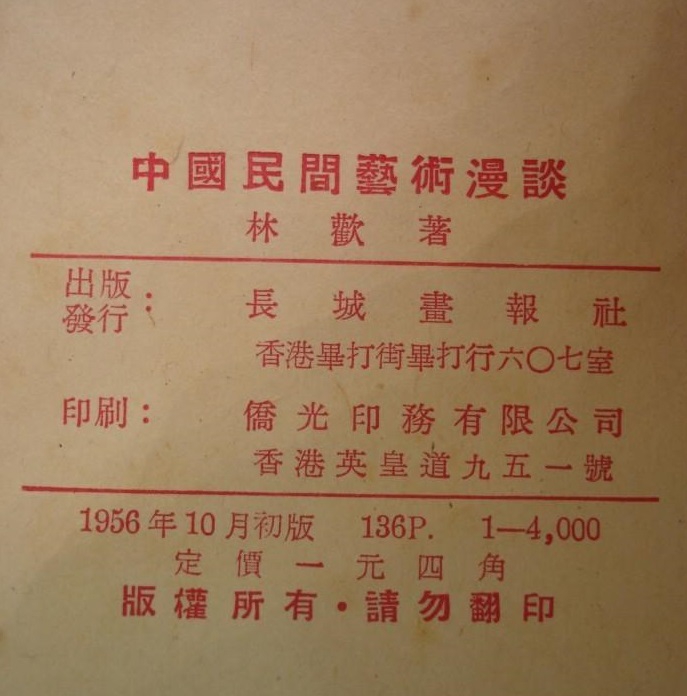 中國民間藝術漫談
林歡著
出版
發行：
長城畫報社
香港畢打街畢打行六〇七室
印刷：僑光印務有限公司
香港英皇道九五一號
1956年10月初版 136P. 1—4,000
定價一元四角
版權所有·請勿翻印